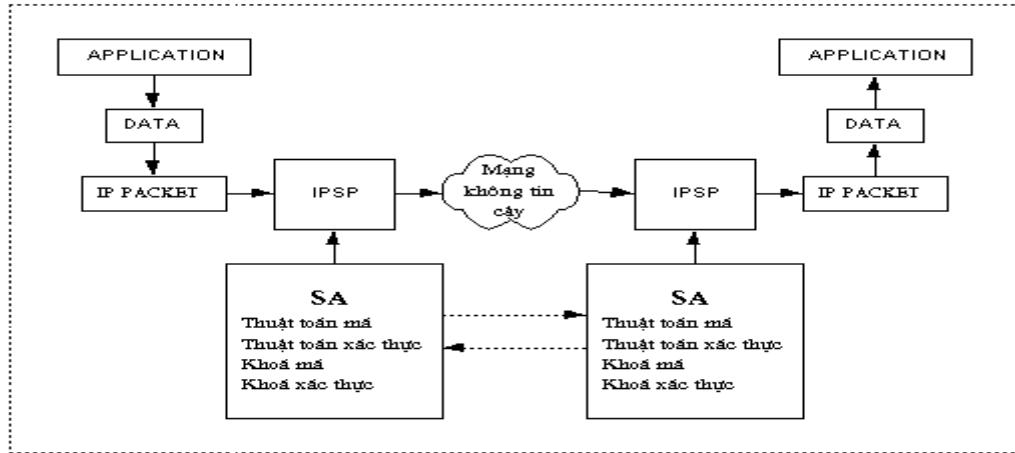 APPLICATION
DATA
IP PACKET
IPSP
Mạng
không tin
cậy
IPSP
IP PACKET
DATA
APPLICATION
SA
Thuật toán mã
Thuật toán xác thực
Khoá mã
Khoá xác thực
SA
Thuật toán mã
Thuật toán xác thực
Khoá mã
Khoá xác thực